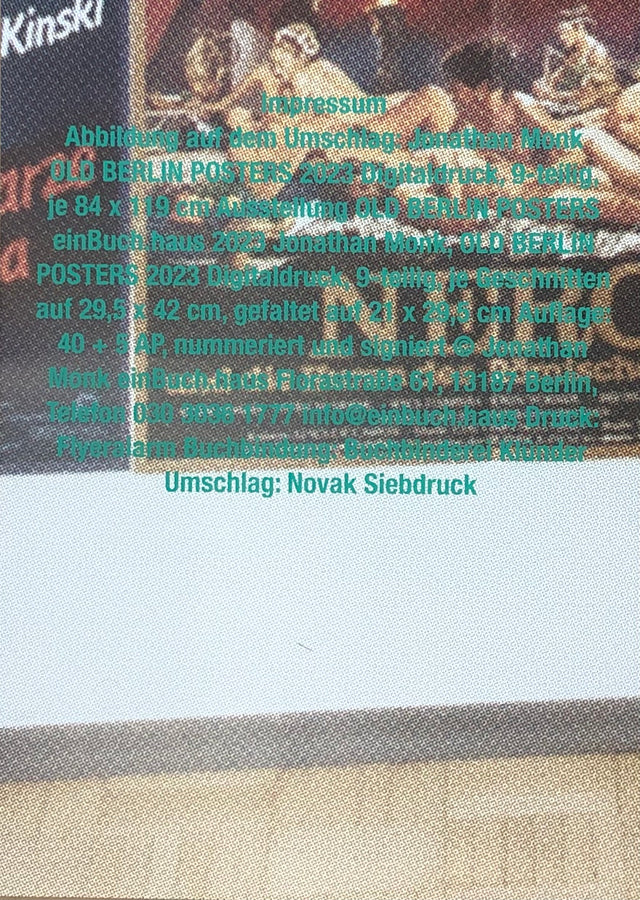 Kinski
Impressum
Abbildung auf dem Umschlag: Jonathan Monk
OLD BERLIN POSTERS 2023 Digitaldruck, 9-teilig,
je 84 x 119 cm Ausstellung OLD BERLIN POSTERS
einBuch.haus 2023 Jonathan Monk, OLD BERLIN
POSTERS 2023 Digitaldruck, 9-teilig, je Geschnitten
auf 29,5 x 42 cm, gefaltet auf 21 x 29,5 cm Auflage:
40 + 5 AP, nummeriert und signiert © Jonathan
Monk einBuch.haus Florastraße 61, 13187 Berlin,
Telefon 030 1777 info@einbuch.haus Druck:
Flyeralarm Buchbindung: Buchbinderei Klünder
Umschlag: Novak Siebdruck